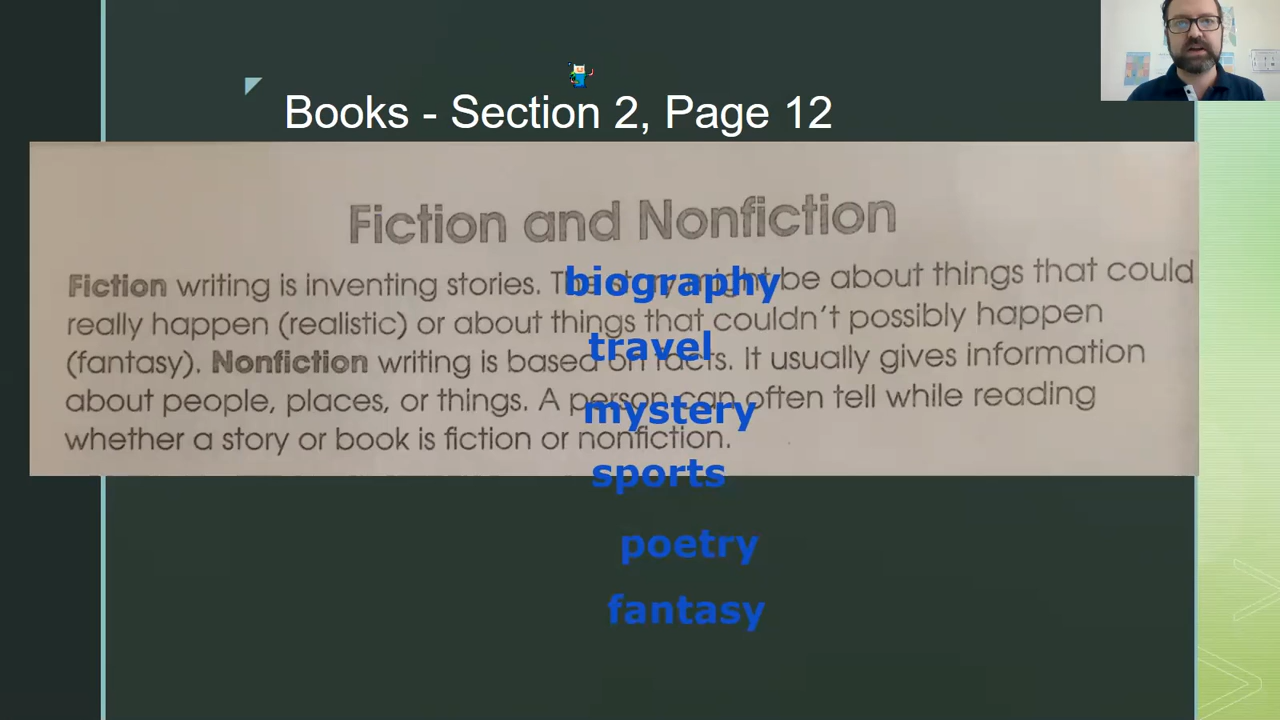 Books - Section 2, Page 12
Fiction and Nonfiction
Fiction writing is inventing stories. The story might be about things that could
really happen (realistic) or about things that couldn't possibly happen
(fantasy). Nonfiction writing is based on facts. It usually gives information
about people, places, or things. A person can often tell while reading
whether a story or book is fiction or nonfiction.
biography
travel
mystery
sports
poetry
fantasy